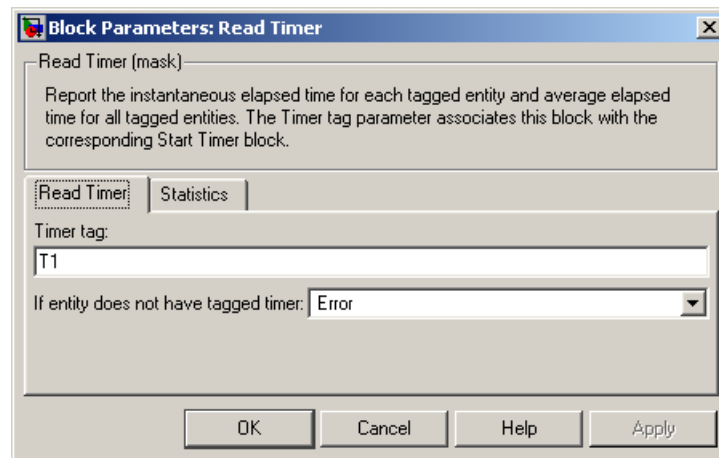 Block Parameters: Read Timer
Read Timer (mask)
Report the instantaneous elapsed time for each tagged entity and average elapsed
time for all tagged entities. The Timer tag parameter associates this block with the
corresponding Start Timer block.
Read Timer Statistics
Timer tag:
T1
If entity does not have tagged timer: Error
OK Cancel Help Apply